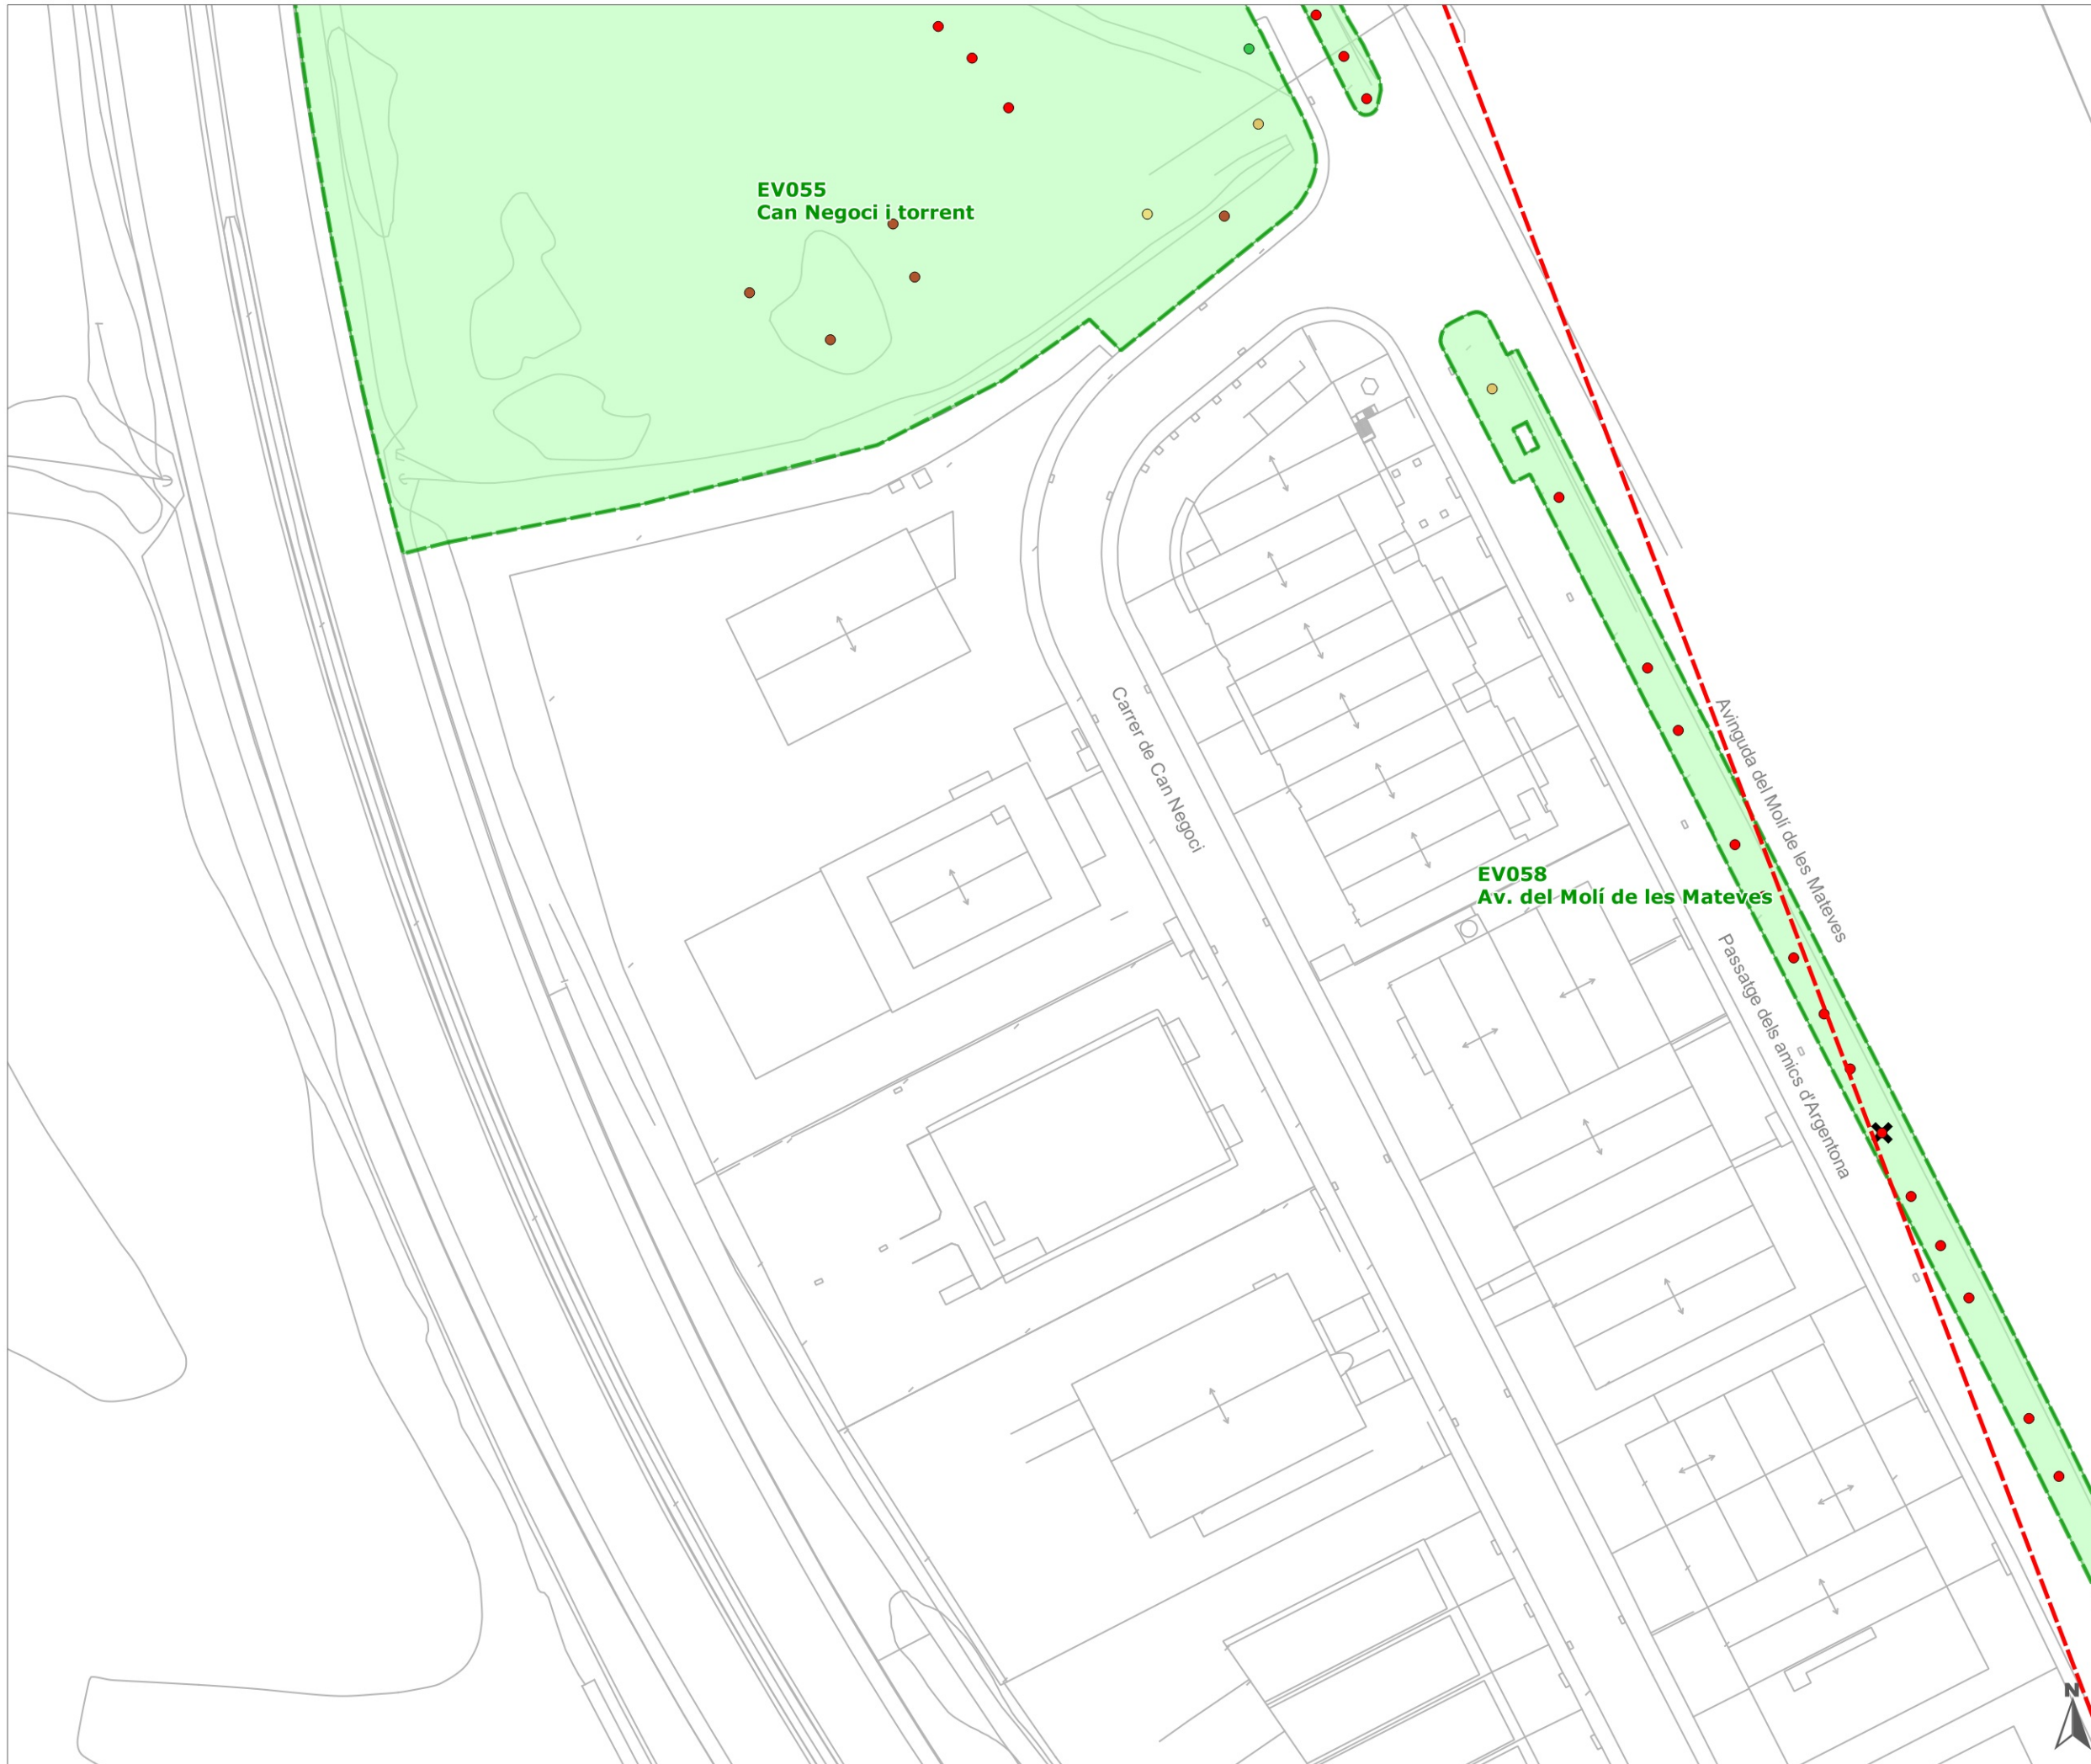 EV055
Can Negoci i torrent
Carrer de Can Negoci
Avinguda del Molí de les Mateves
EV058
Av. del Molí de les Mateves
Passatge dels amics d'Argentona
N